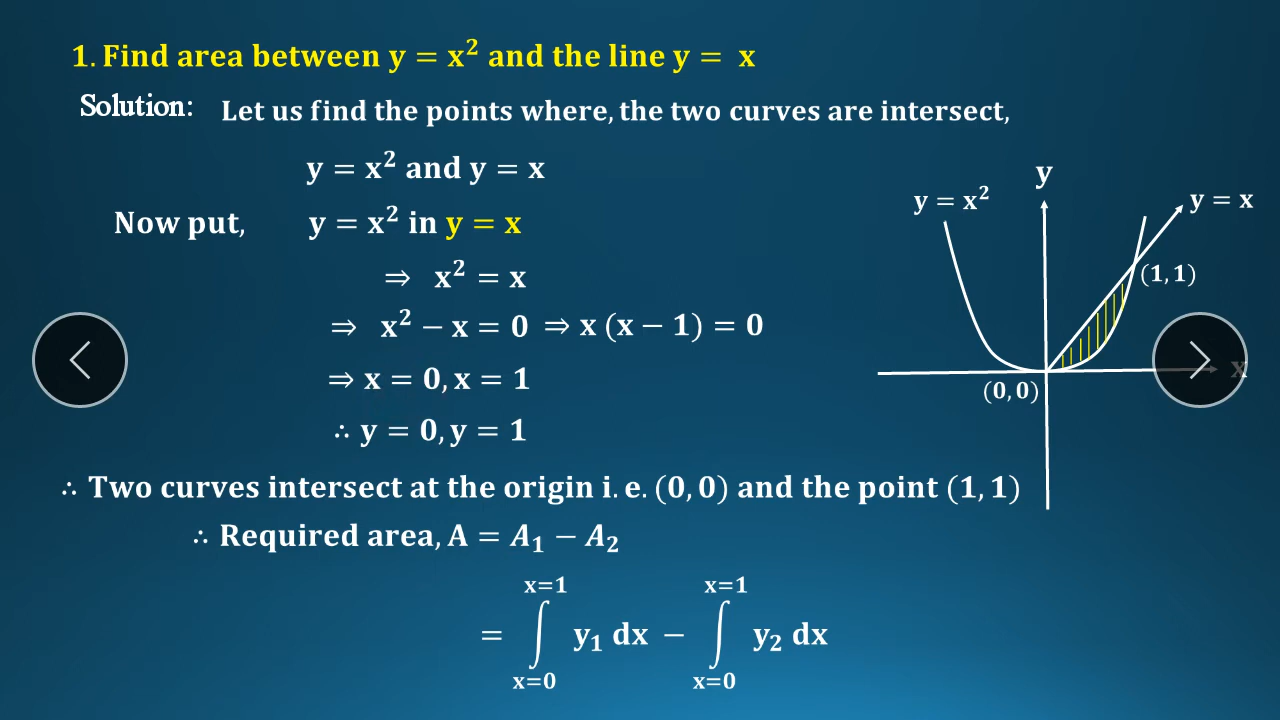 1. Find area between y = x² and the line y = x
Solution: Let us find the points where, the two curves are intersect,
y = x² and y = x
Now put, y = x² in y = x
⇒ x² = x
⇒ x² − x = 0 ⇒ x (x − 1) = 0
⇒ x = 0, x = 1
∴ y = 0, y = 1
∴ Two curves intersect at the origin i. e. (0, 0) and the point (1, 1)
∴ Required area, A = A₁ − A₂
= ∫_{x=0}^{x=1} y₁ dx − ∫_{x=0}^{x=1} y₂ dx
y
y = x²
y = x
(1, 1)
x
(0, 0)